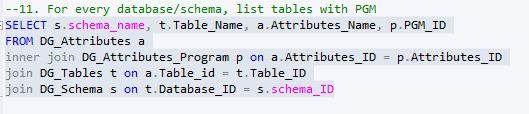 --11. For every database/schema, list tables with PGM
SELECT s.schema_name, t.Table_Name, a.Attributes_Name, p.PGM_ID
FROM DG_Attributes a
inner join DG_Attributes_Program p on a.Attributes_ID = p.Attributes_ID
join DG_Tables t on a.Table_id = t.Table_ID
join DG_Schema s on t.Database_ID = s.schema_ID